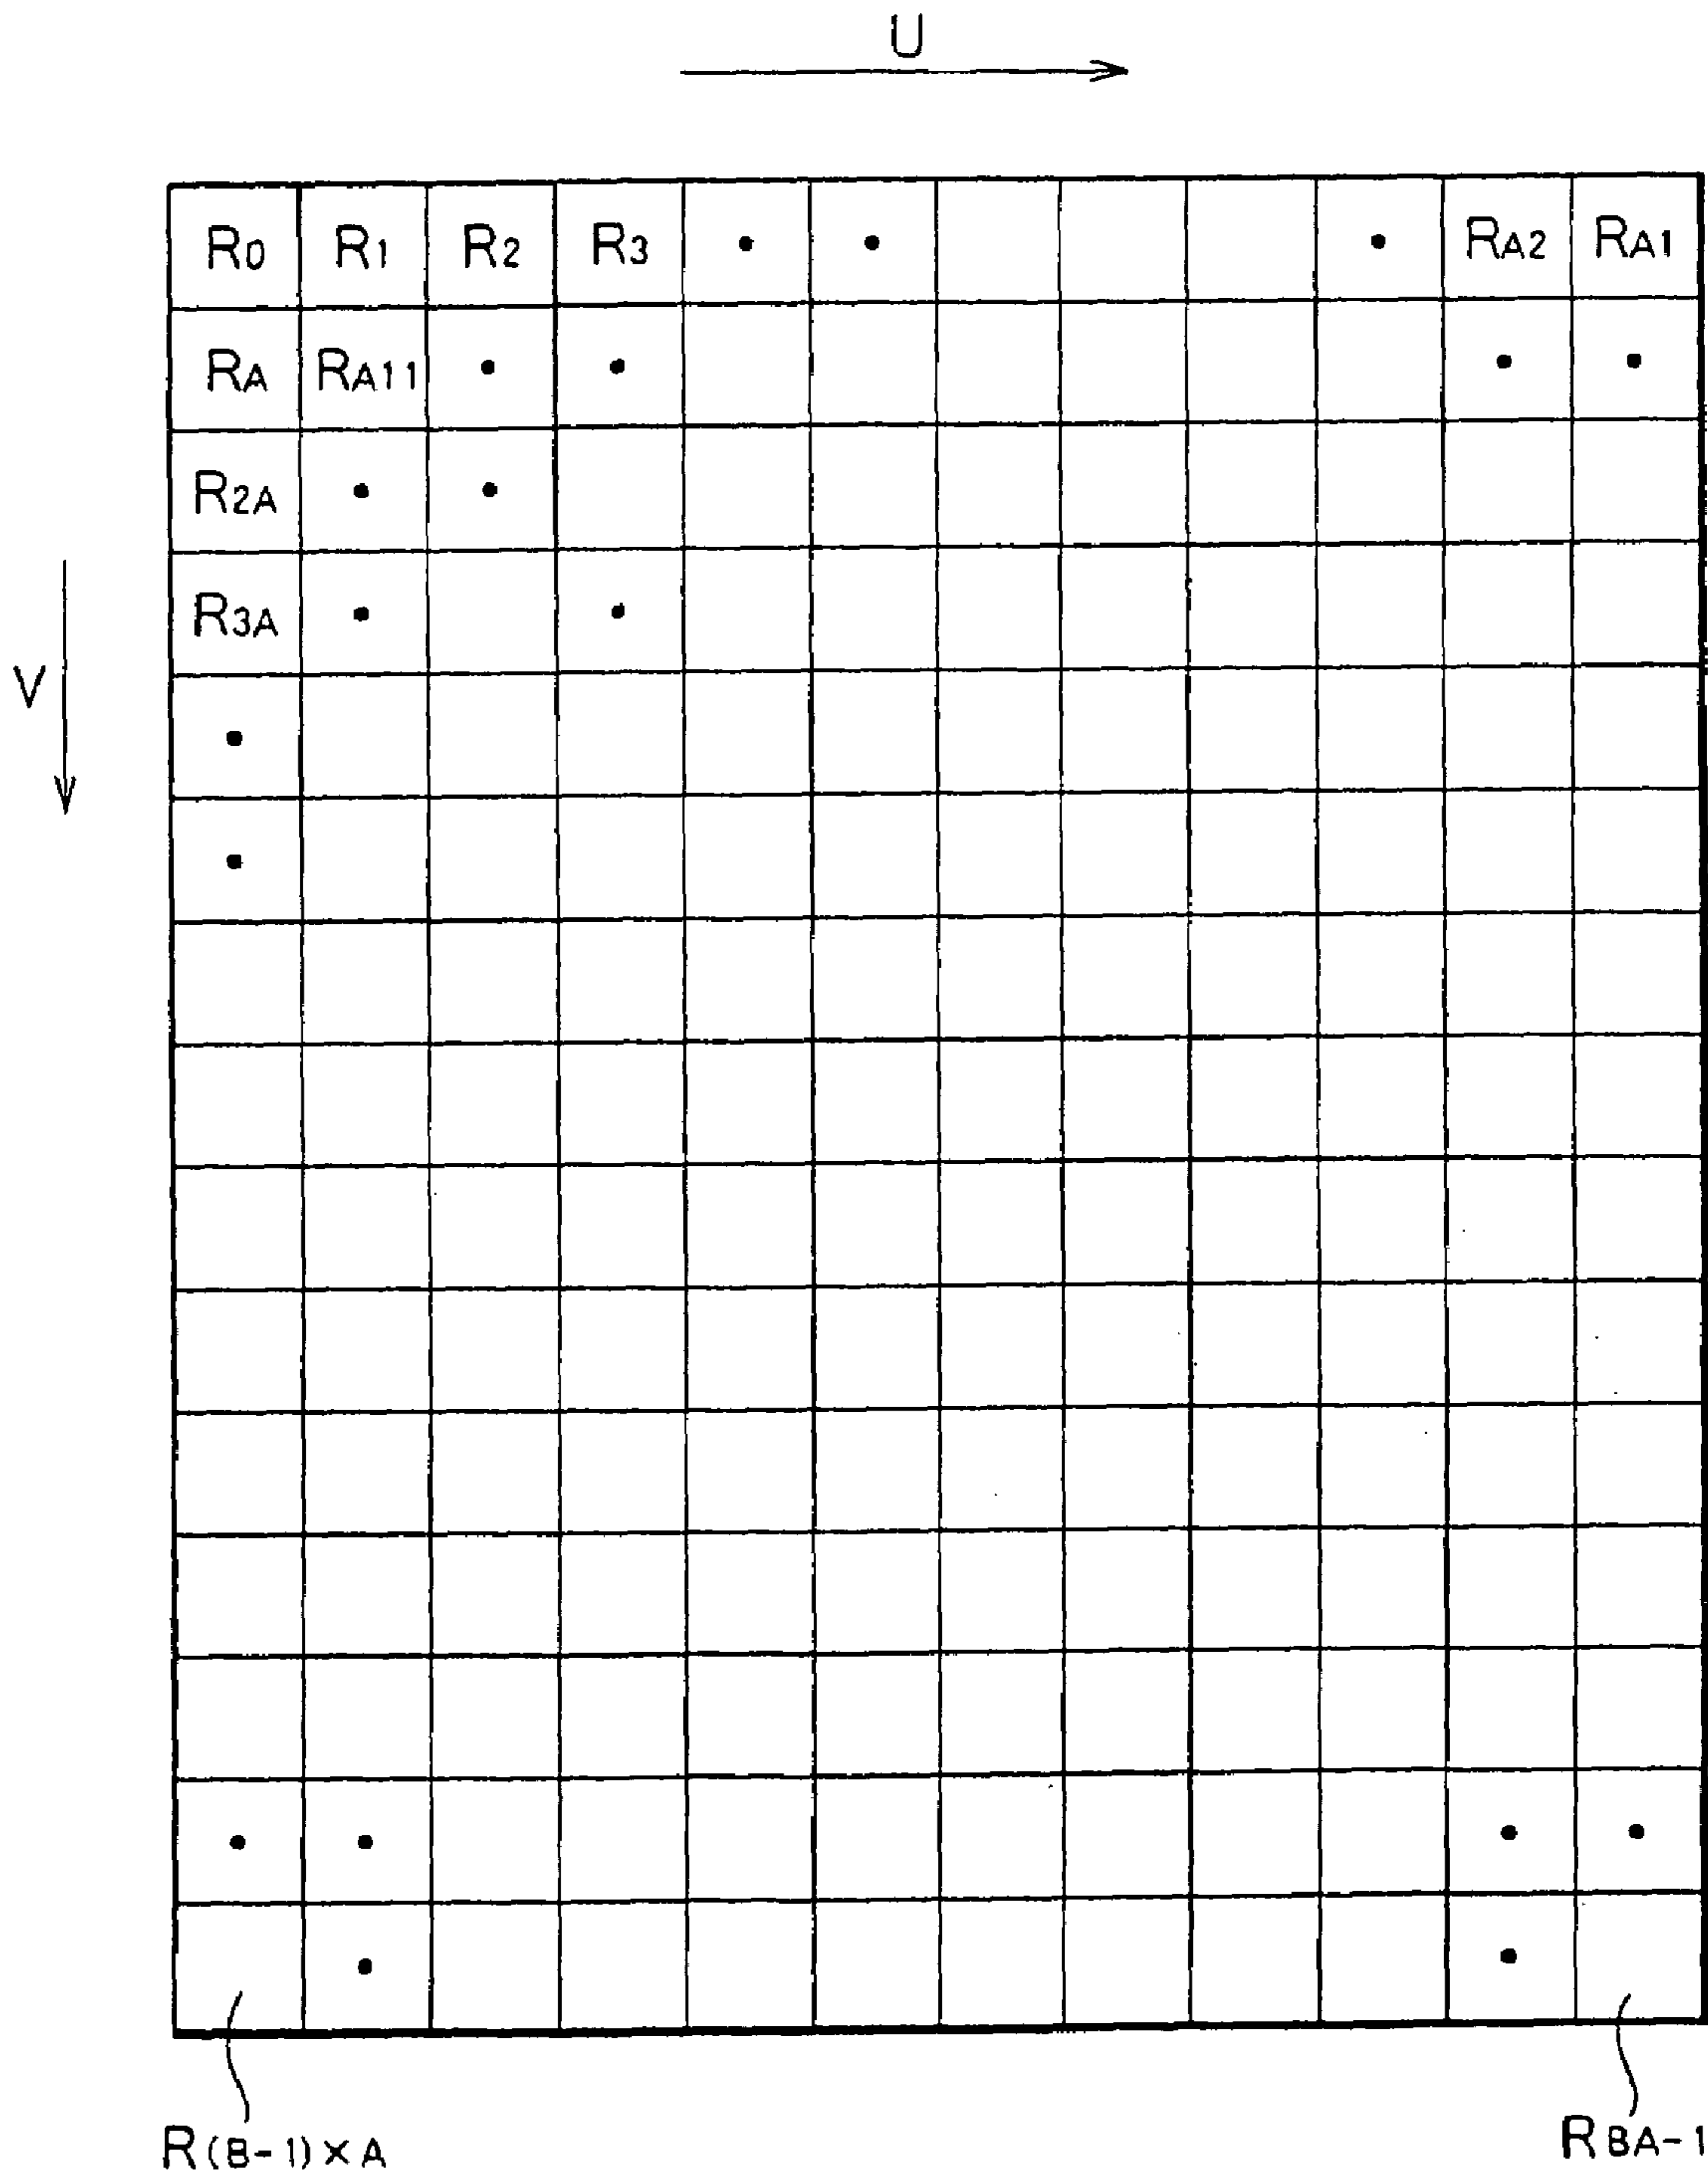 U
R0 R1 R2 R3 • • • RA2 RA1
RA RA11 • • • •
R2A • •
R3A • •
V
•
•
• • • •
• •
R(B-1)×A RBA-1